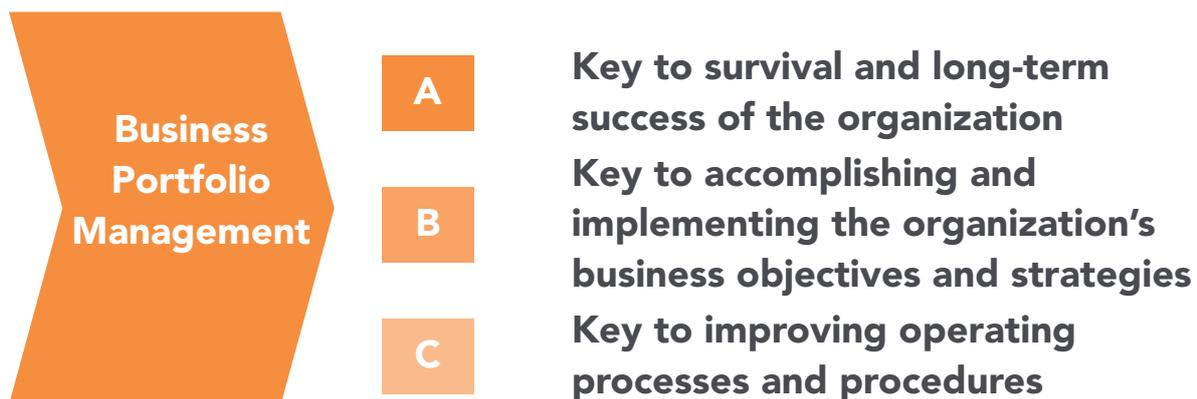 Business
Portfolio
Management
A
Key to survival and long-term
success of the organization
B
Key to accomplishing and
implementing the organization’s
business objectives and strategies
C
Key to improving operating
processes and procedures